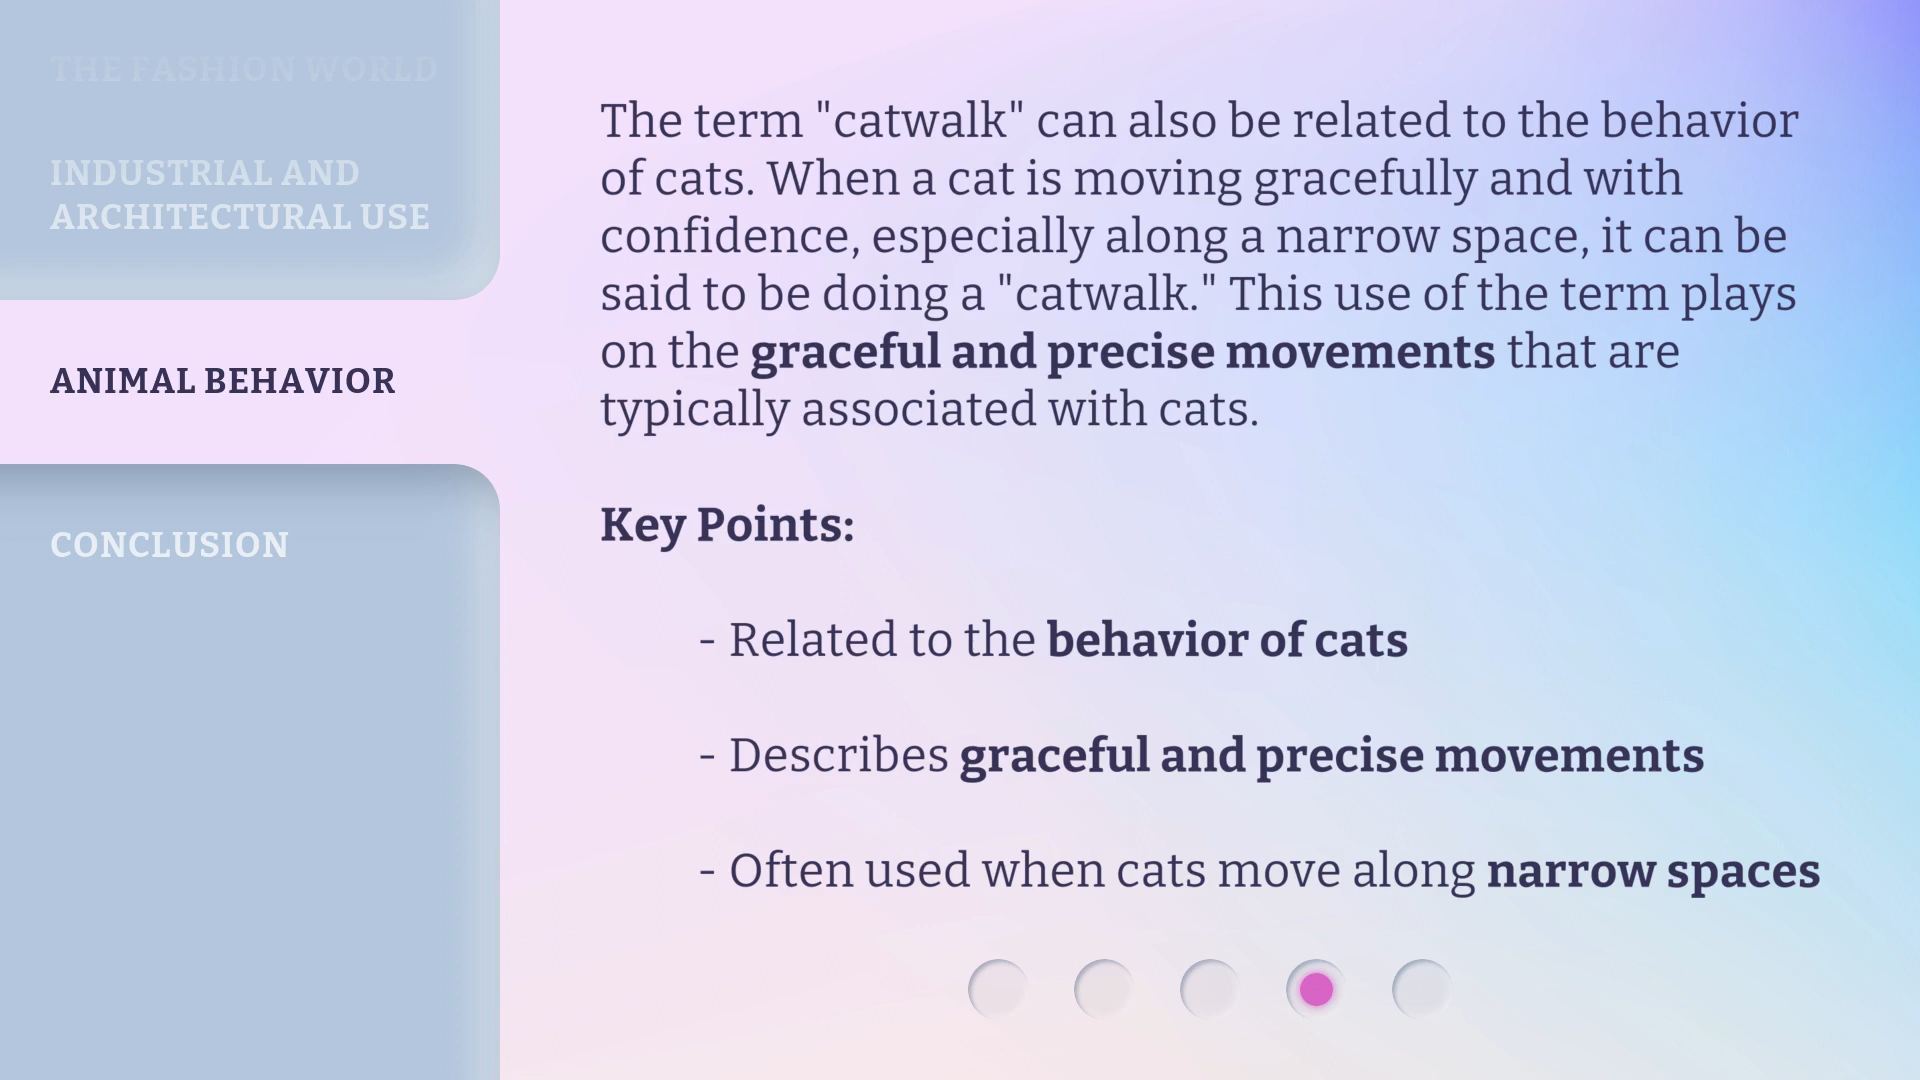 THE FASHION WORLD
INDUSTRIAL AND
ARCHITECTURAL USE
ANIMAL BEHAVIOR
CONCLUSION
The term "catwalk" can also be related to the behavior
of cats. When a cat is moving gracefully and with
confidence, especially along a narrow space, it can be
said to be doing a "catwalk." This use of the term plays
on the graceful and precise movements that are
typically associated with cats.
Key Points:
- Related to the behavior of cats
- Describes graceful and precise movements
- Often used when cats move along narrow spaces